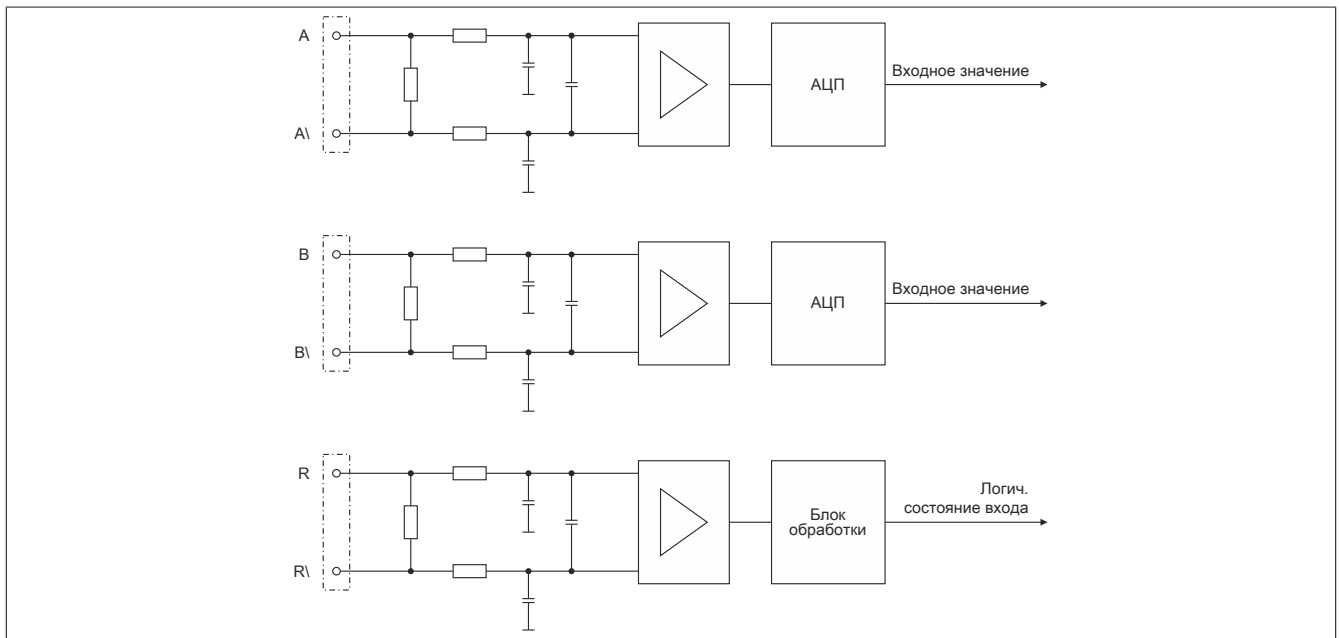 A
A\
АЦП
Входное значение
B
B\
АЦП
Входное значение
R
R\
Блок
обработки
Логич.
состояние входа